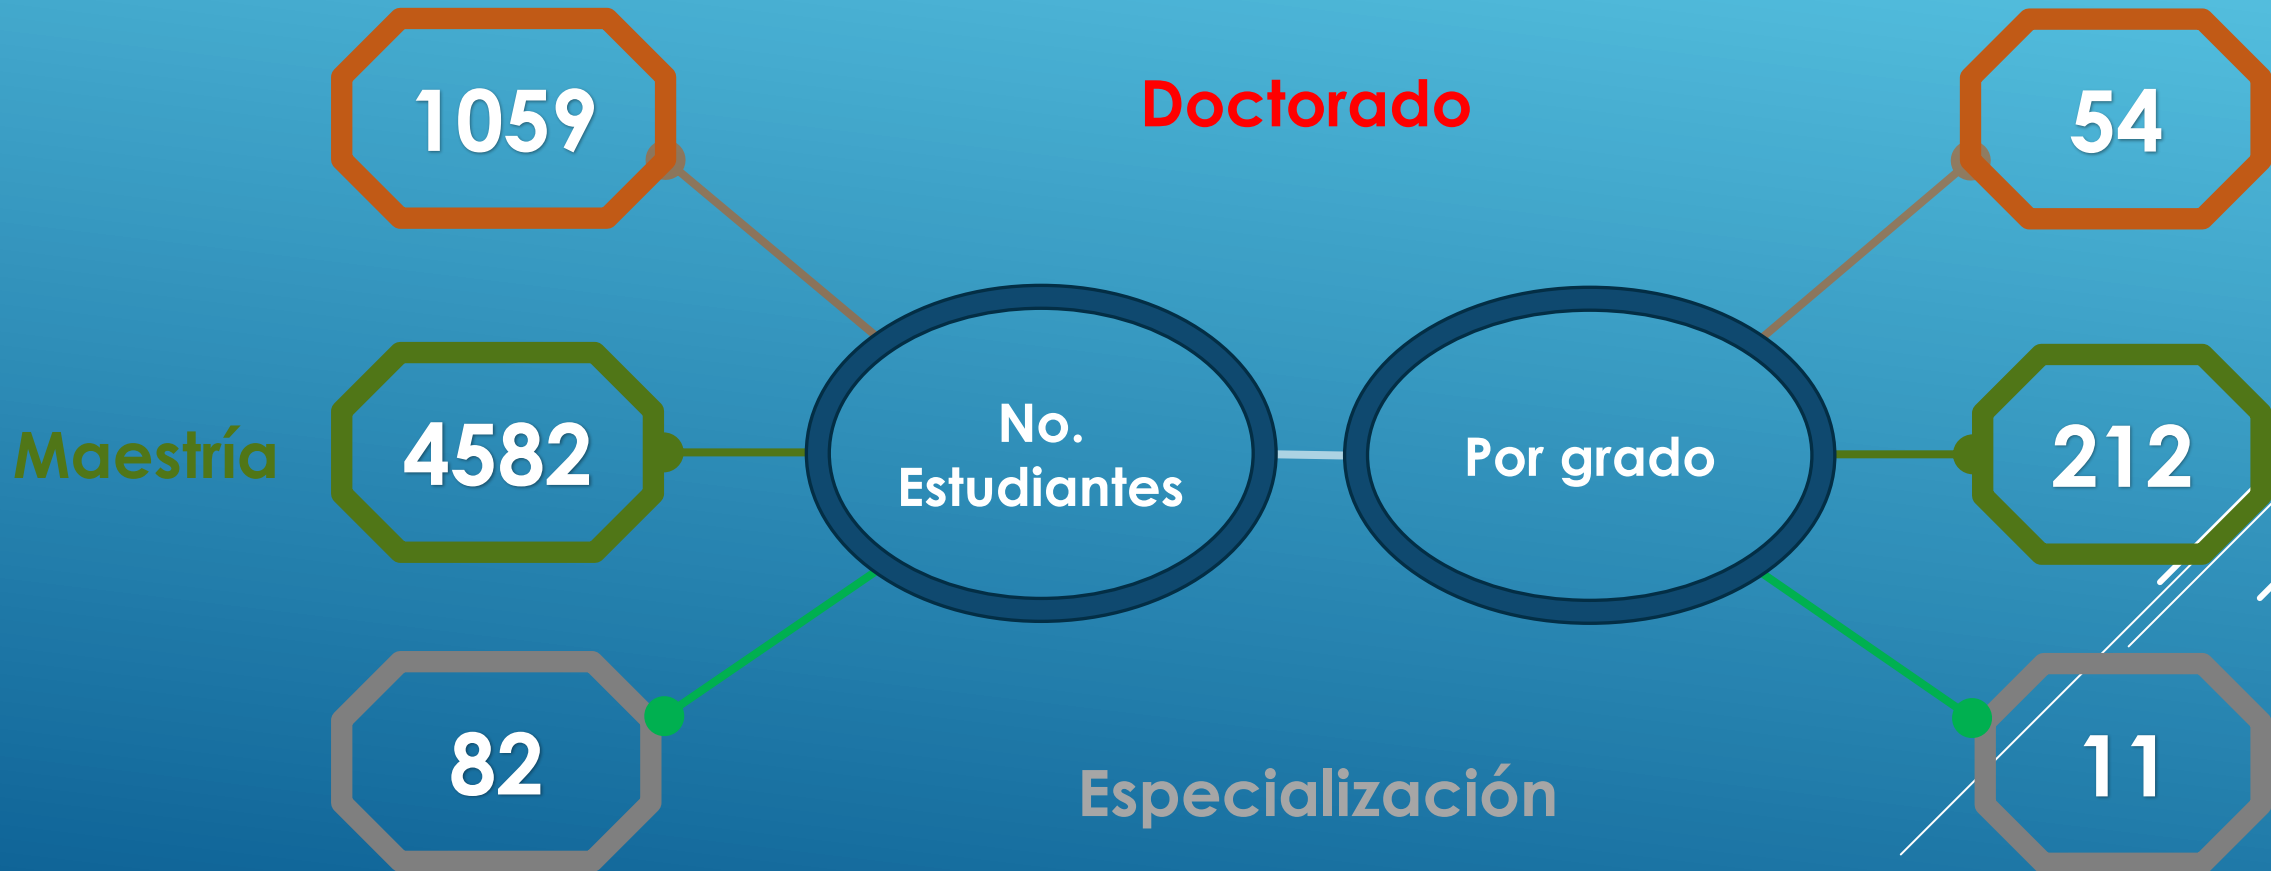 1059
Doctorado
54
Maestría
4582
No.
Estudiantes
Por grado
212
82
Especialización
11